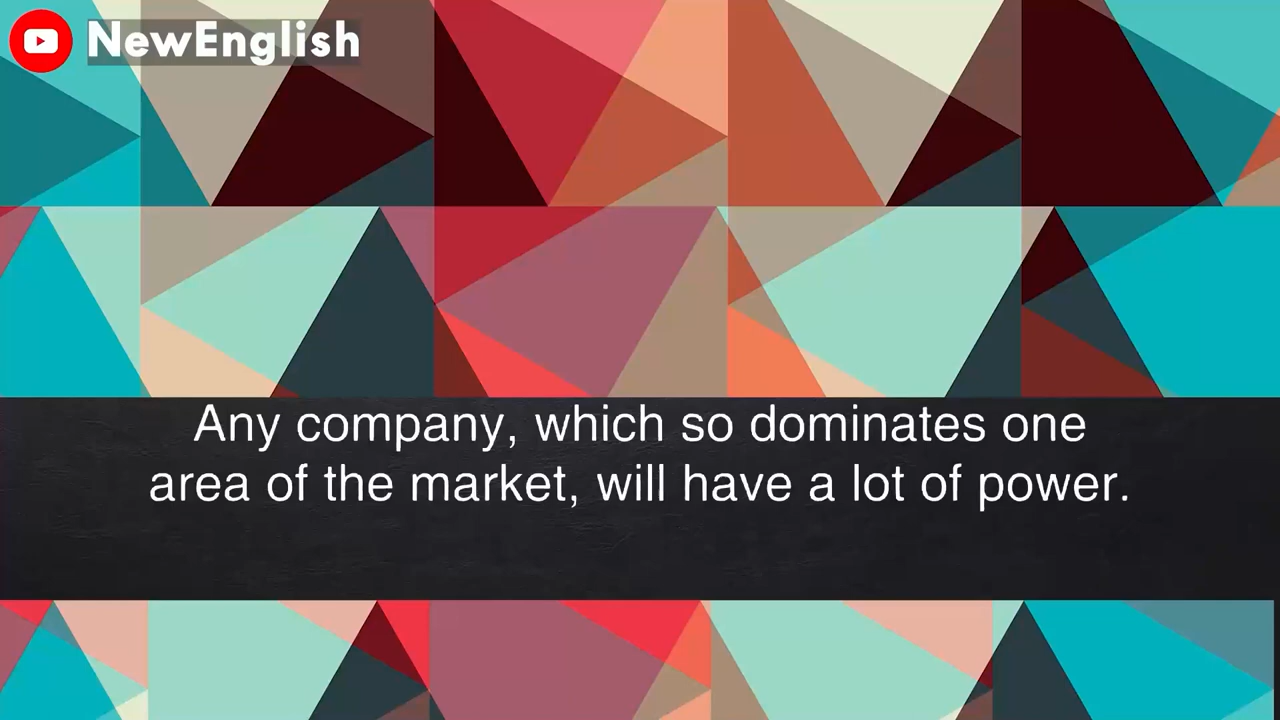 NewEnglish
Any company, which so dominates one
area of the market, will have a lot of power.